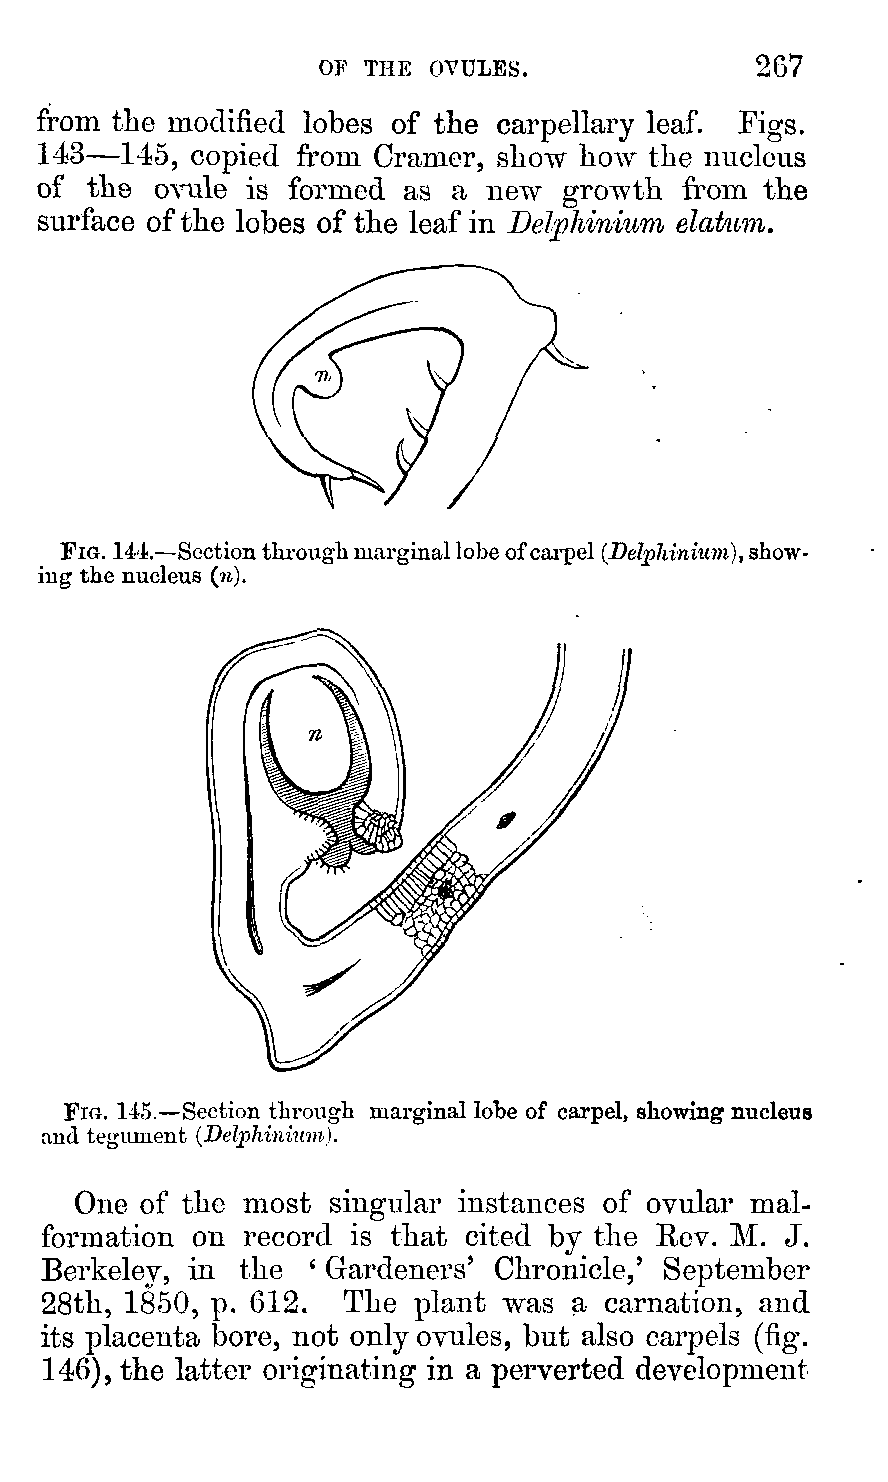 OF THE OVULES. 267
from the modified lobes of the carpellary leaf. Figs.
143—145, copied from Cramer, show how the nucleus
of the ovule is formed as a new growth from the
surface of the lobes of the leaf in Delphinium elatum.
n
FIG. 144.—Section through marginal lobe of carpel (Delphinium), show-
ing the nucleus (n).
n
FIG. 145.—Section through marginal lobe of carpel, showing nucleus
and tegument (Delphinium).
One of the most singular instances of ovular mal-
formation on record is that cited by the Rev. M. J.
Berkeley, in the ‘Gardeners’ Chronicle,’ September
28th, 1850, p. 612. The plant was a carnation, and
its placenta bore, not only ovules, but also carpels (fig.
146), the latter originating in a perverted development